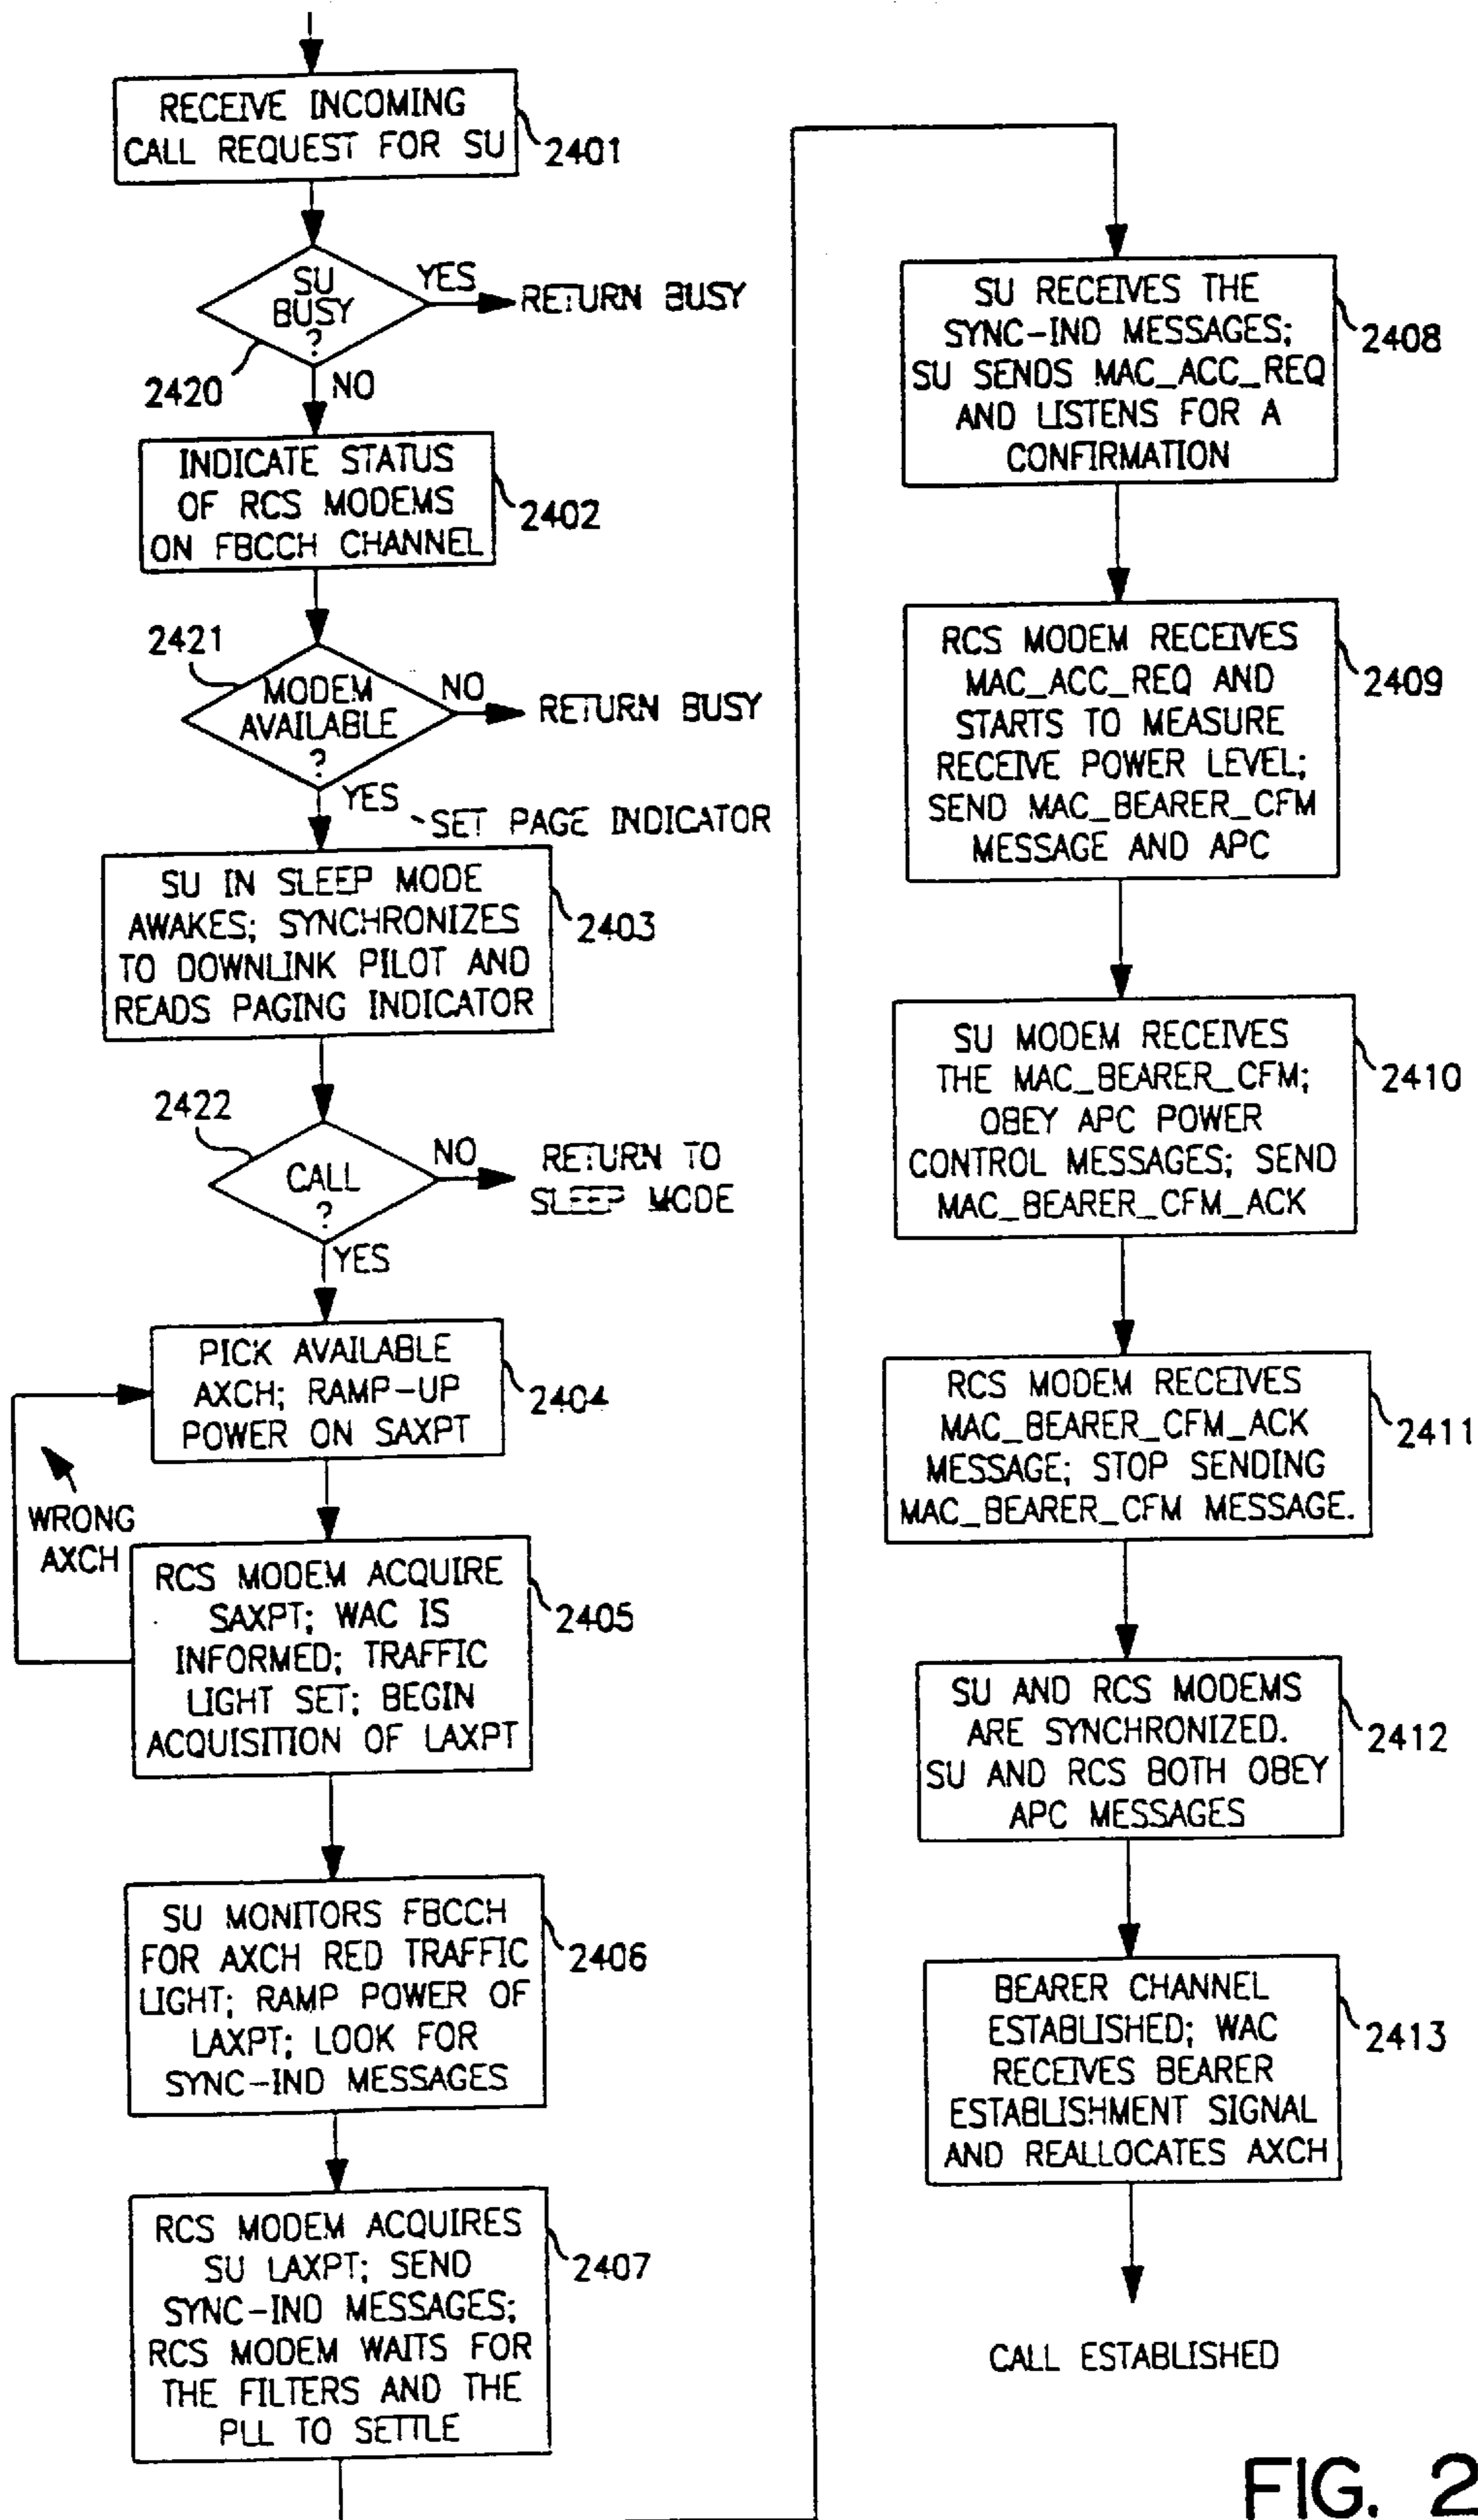 RECEIVE INCOMING
CALL REQUEST FOR SU
2401
SU
BUSY
?
YES
RETURN BUSY
2420
NO
INDICATE STATUS
OF RCS MODEMS
ON FBCCH CHANNEL
2402
2421
MODEM
AVAILABLE
?
NO
RETURN BUSY
YES
SET PAGE INDICATOR
SU IN SLEEP MODE
AWAKES; SYNCHRONIZES
TO DOWNLINK PILOT AND
READS PAGING INDICATOR
2403
2422
CALL
?
NO
RETURN TO
SLEEP MODE
YES
PICK AVAILABLE
AXCH; RAMP-UP
POWER ON SAXPT
2404
WRONG
AXCH
RCS MODEM ACQUIRE
SAXPT; WAC IS
INFORMED; TRAFFIC
LIGHT SET; BEGIN
ACQUISITION OF LAXPT
2405
SU MONITORS FBCCH
FOR AXCH RED TRAFFIC
LIGHT; RAMP POWER OF
LAXPT; LOOK FOR
SYNC-IND MESSAGES
2406
RCS MODEM ACQUIRES
SU LAXPT; SEND
SYNC-IND MESSAGES;
RCS MODEM WAITS FOR
THE FILTERS AND THE
PLL TO SETTLE
2407
SU RECEIVES THE
SYNC-IND MESSAGES;
SU SENDS MAC_ACC_REQ
AND LISTENS FOR A
CONFIRMATION
2408
RCS MODEM RECEIVES
MAC_ACC_REQ AND
STARTS TO MEASURE
RECEIVE POWER LEVEL;
SEND MAC_BEARER_CFM
MESSAGE AND APC
2409
SU MODEM RECEIVES
THE MAC_BEARER_CFM;
OBEY APC POWER
CONTROL MESSAGES; SEND
MAC_BEARER_CFM_ACK
2410
RCS MODEM RECEIVES
MAC_BEARER_CFM_ACK
MESSAGE; STOP SENDING
MAC_BEARER_CFM MESSAGE.
2411
SU AND RCS MODEMS
ARE SYNCHRONIZED.
SU AND RCS BOTH OBEY
APC MESSAGES
2412
BEARER CHANNEL
ESTABLISHED; WAC
RECEIVES BEARER
ESTABLISHMENT SIGNAL
AND REALLOCATES AXCH
2413
CALL ESTABLISHED
FIG. 2